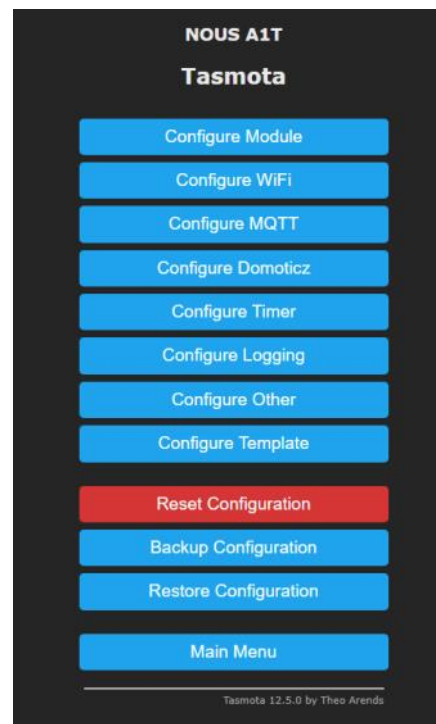 NOUS A1T
Tasmota
Configure Module
Configure WiFi
Configure MQTT
Configure Domoticz
Configure Timer
Configure Logging
Configure Other
Configure Template
Reset Configuration
Backup Configuration
Restore Configuration
Main Menu
Tasmota 12.5.0 by Theo Arends